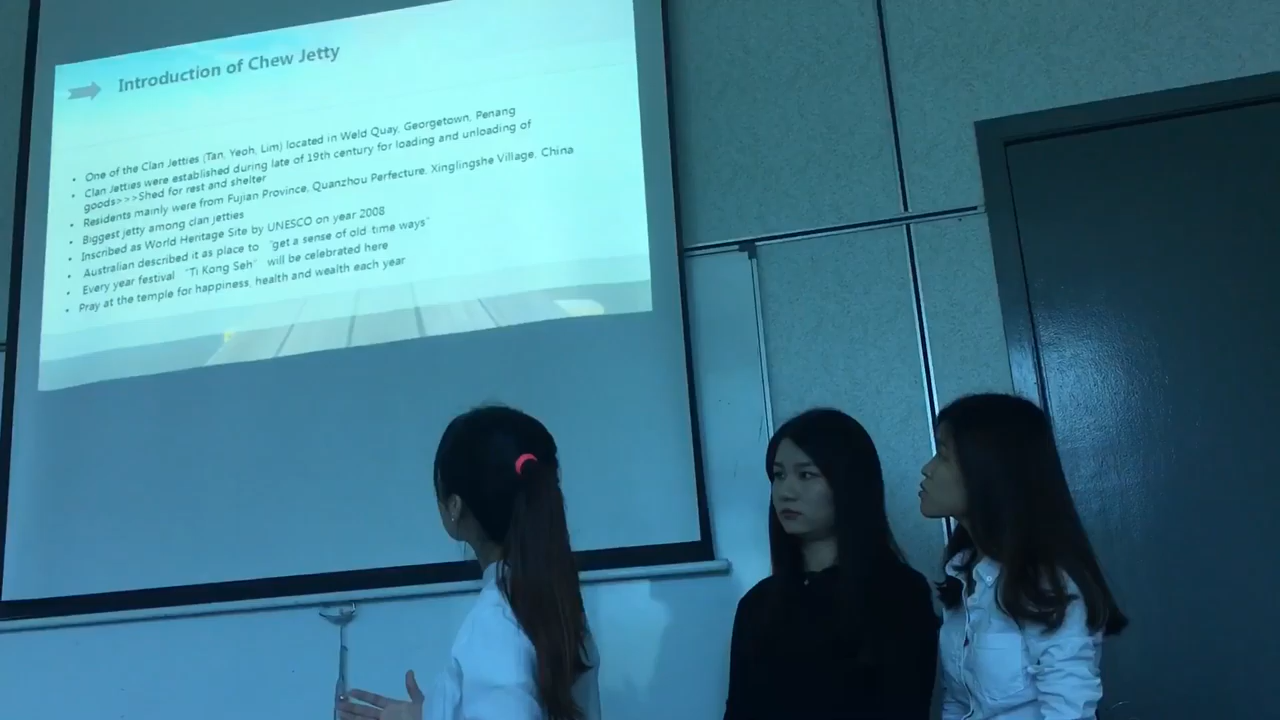 Introduction of Chew Jetty
• One of the Clan Jetties (Tan, Yeoh, Lim) located in Weld Quay, Georgetown, Penang
• Clan Jetties were established during late of 19th century for loading and unloading of
goods>>>Shed for rest and shelter
• Residents mainly were from Fujian Province, Quanzhou Perfecture, Xinglingshe Village, China
• Biggest jetty among clan jetties
• Inscribed as World Heritage Site by UNESCO on year 2008
• Australian described it as place to "get a sense of old time ways"
• Every year festival "Ti Kong Seh" will be celebrated here
• Pray at the temple for happiness, health and wealth each year